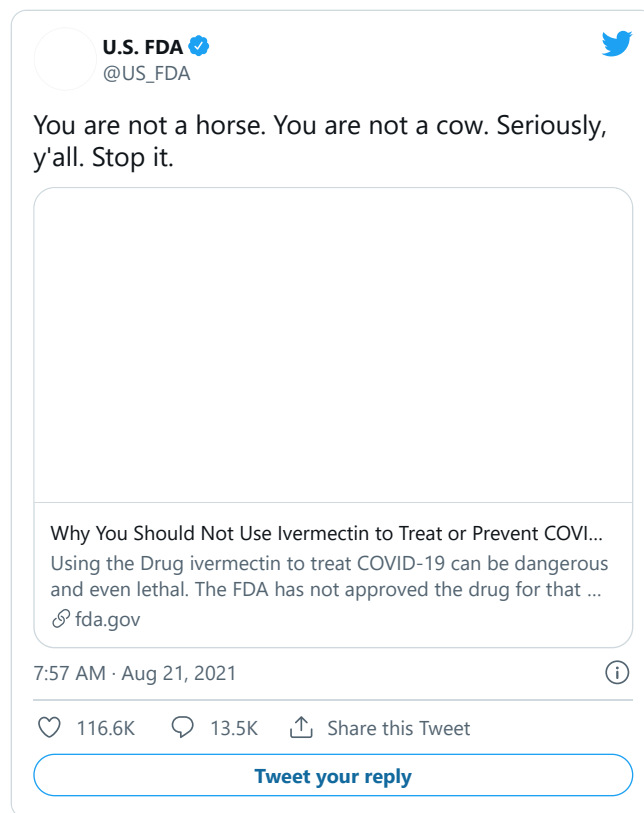 U.S. FDA
@US_FDA
You are not a horse. You are not a cow. Seriously,
y'all. Stop it.
Why You Should Not Use Ivermectin to Treat or Prevent COVI...
Using the Drug ivermectin to treat COVID-19 can be dangerous
and even lethal. The FDA has not approved the drug for that ...
fda.gov
7:57 AM · Aug 21, 2021
116.6K 13.5K Share this Tweet
Tweet your reply